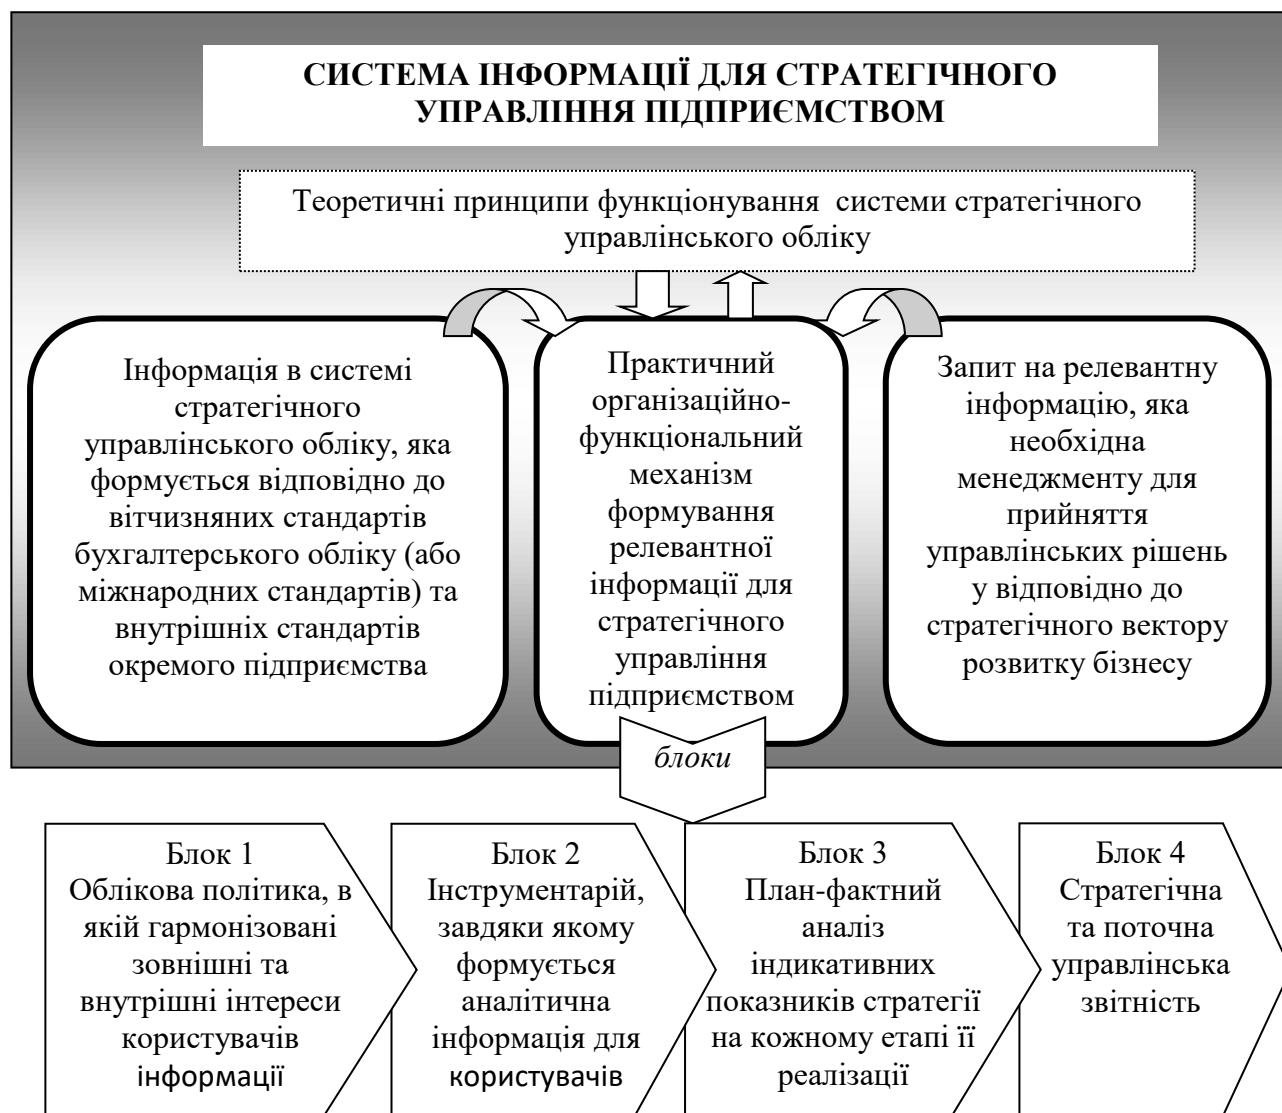 СИСТЕМА ІНФОРМАЦІЇ ДЛЯ СТРАТЕГІЧНОГО
УПРАВЛІННЯ ПІДПРИЄМСТВОМ
Теоретичні принципи функціонування системи стратегічного
управлінського обліку
Інформація в системі
стратегічного
управлінського обліку, яка
формується відповідно до
вітчизняних стандартів
бухгалтерського обліку (або
міжнародних стандартів) та
внутрішніх стандартів
окремого підприємства
Практичний
організаційно-
функціональний
механізм
формування
релевантної
інформації для
стратегічного
управління
підприємством
Запит на релевантну
інформацію, яка
необхідна
менеджменту для
прийняття
управлінських рішень
у відповідно до
стратегічного вектору
розвитку бізнесу
блоки
Блок 1
Облікова політика, в
якій гармонізовані
зовнішні та
внутрішні інтереси
користувачів
інформації
Блок 2
Інструментарій,
завдяки якому
формується
аналітична
інформація для
користувачів
Блок 3
План-фактний
аналіз
індикативних
показників стратегії
на кожному етапі її
реалізації
Блок 4
Стратегічна
та поточна
управлінська
звітність